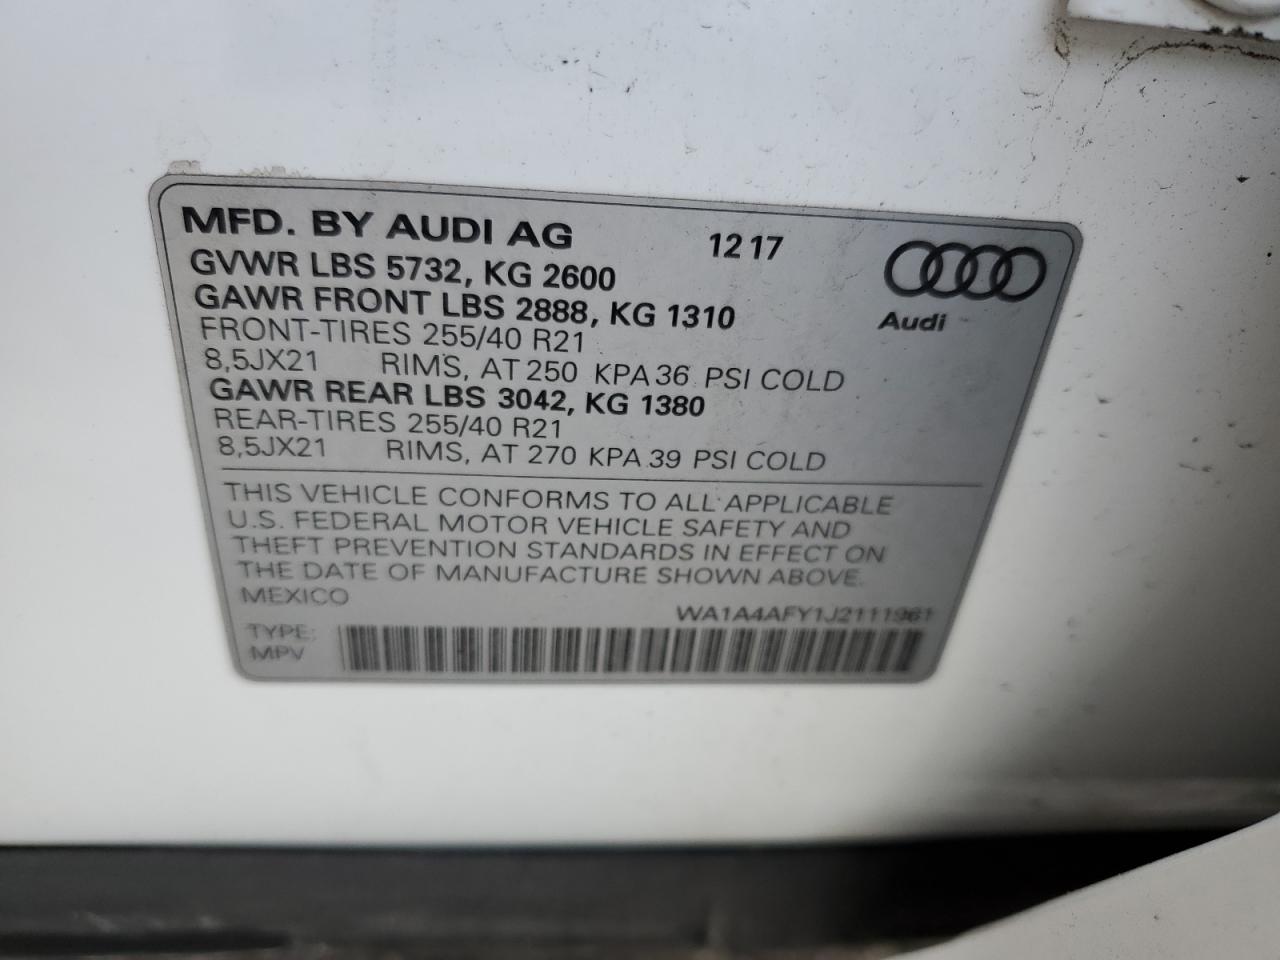 MFD. BY AUDI AG 12 17
GVWR LBS 5732, KG 2600
GAWR FRONT LBS 2888, KG 1310
Audi
FRONT-TIRES 255/40 R21
8,5JX21 RIMS, AT 250 KPA 36 PSI COLD
GAWR REAR LBS 3042, KG 1380
REAR-TIRES 255/40 R21
8,5JX21 RIMS, AT 270 KPA 39 PSI COLD
THIS VEHICLE CONFORMS TO ALL APPLICABLE
U.S. FEDERAL MOTOR VEHICLE SAFETY AND
THEFT PREVENTION STANDARDS IN EFFECT ON
THE DATE OF MANUFACTURE SHOWN ABOVE.
MEXICO
WA1A4AFY1J2111961
TYPE:
MPV